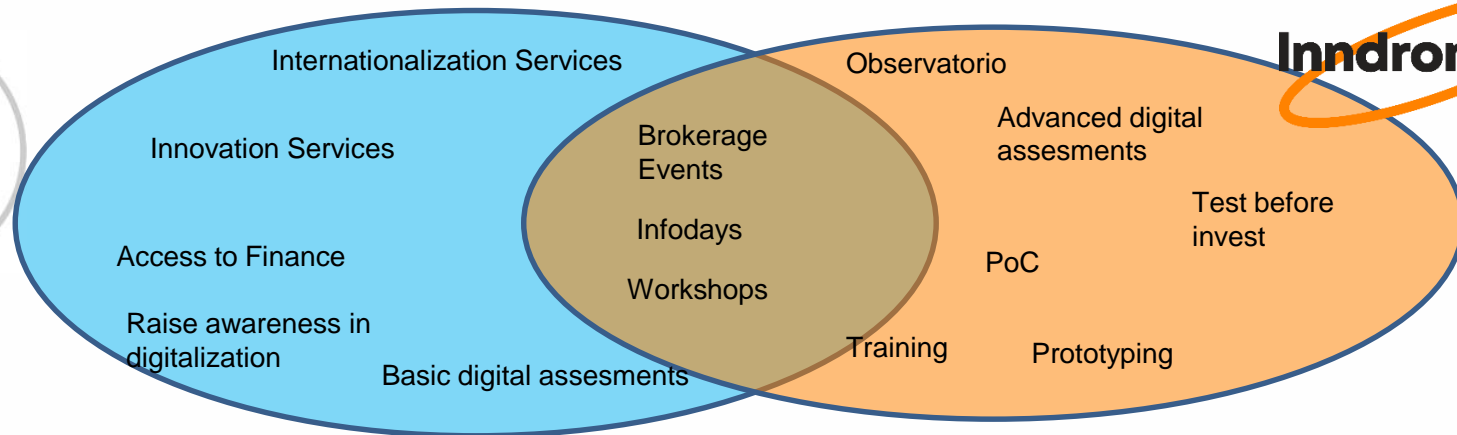 Internationalization Services
Innovation Services
Access to Finance
Raise awareness in
digitalization
Basic digital assesments
Brokerage
Events
Infodays
Workshops
Observatorio
Advanced digital
assesments
Test before
invest
PoC
Training
Prototyping